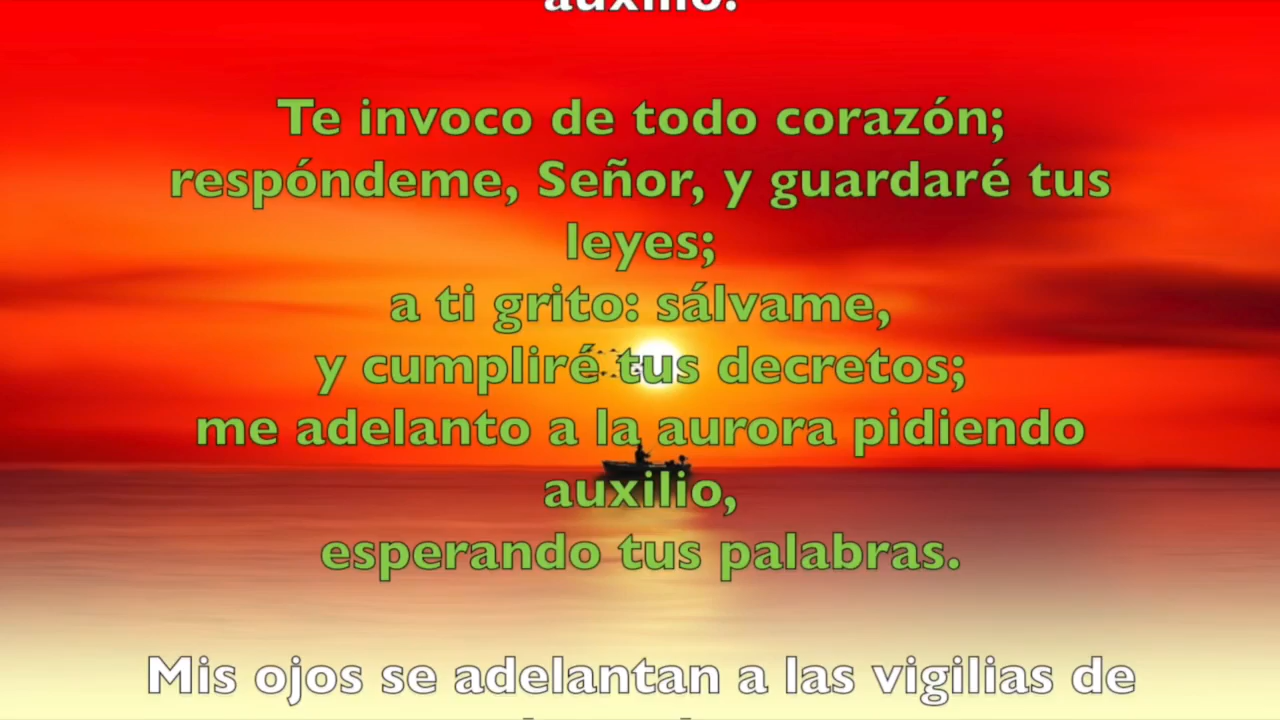 auxilio.
Te invoco de todo corazón;
respóndeme, Señor, y guardaré tus
leyes;
a ti grito: sálvame,
y cumpliré tus decretos;
me adelanto a la aurora pidiendo
auxilio,
esperando tus palabras.
Mis ojos se adelantan a las vigilias de